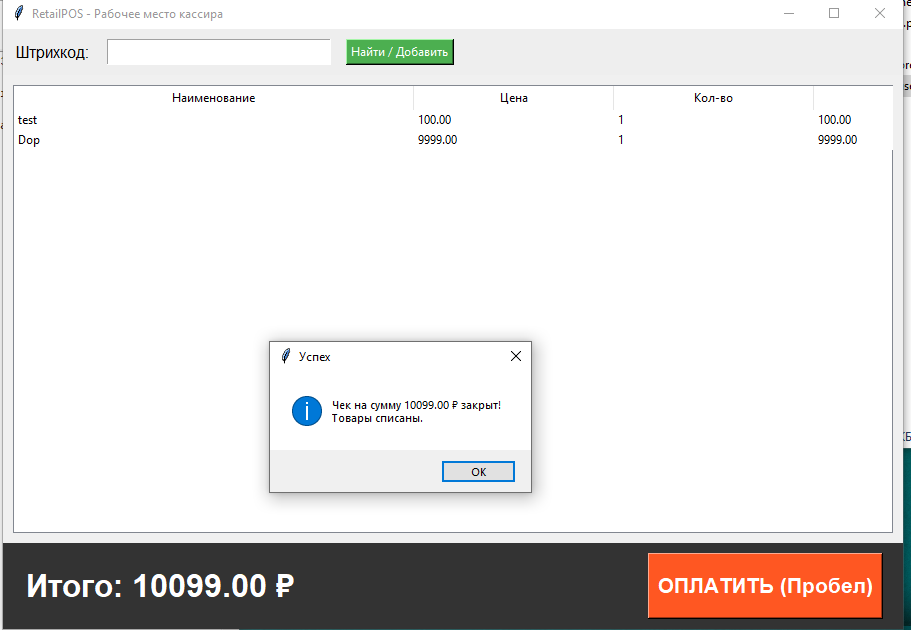 RetailPOS - Рабочее место кассира
Штрихкод:
Найти / Добавить
Наименование Цена Кол-во
test 100.00 1 100.00
Dop 9999.00 1 9999.00
Успех
Чек на сумму 10099.00 ₽ закрыт!
Товары списаны.
OK
Итого: 10099.00 ₽
ОПЛАТИТЬ (Пробел)